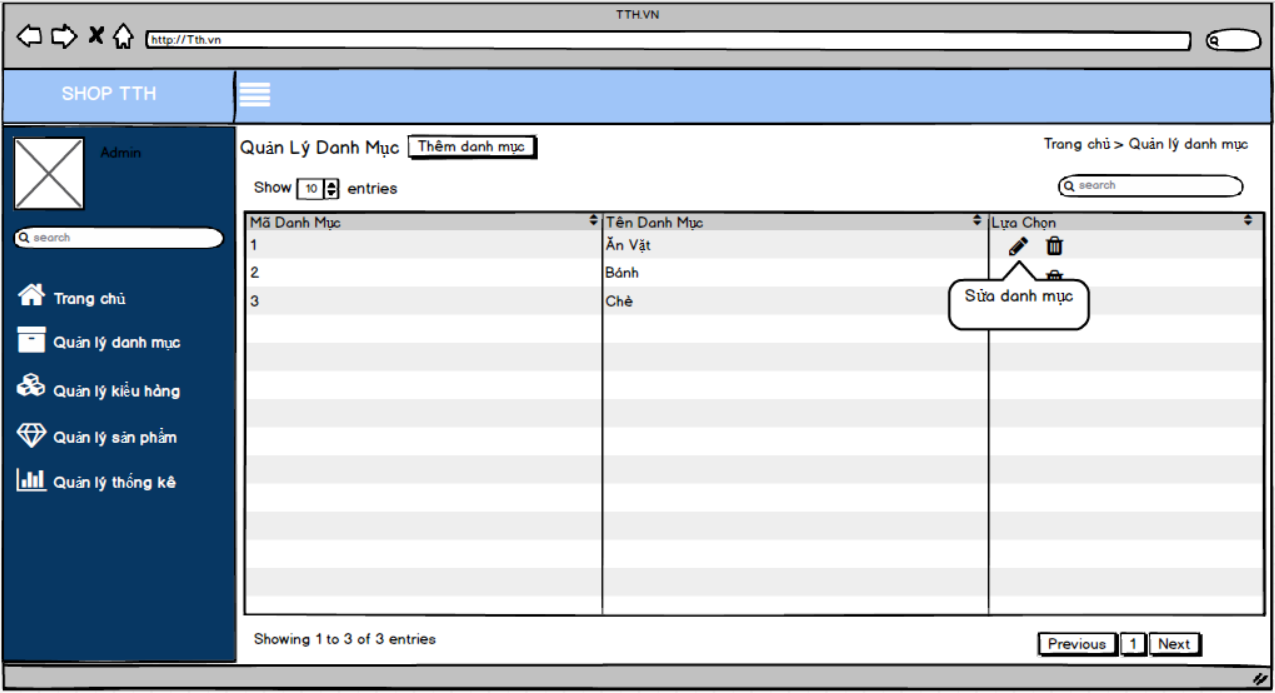 TTH.VN
http://Tth.vn
SHOP TTH
Admin
search
Trang chủ
Quản lý danh mục
Quản lý kiểu hàng
Quản lý sản phẩm
Quản lý thống kê
Quản Lý Danh Mục Thêm danh mục
Trang chủ > Quản lý danh mục
Show 10 entries
search
Mã Danh Mục Tên Danh Mục Lựa Chọn
1 Ăn Vặt
2 Bánh
3 Chè
Sửa danh mục
Showing 1 to 3 of 3 entries
Previous 1 Next